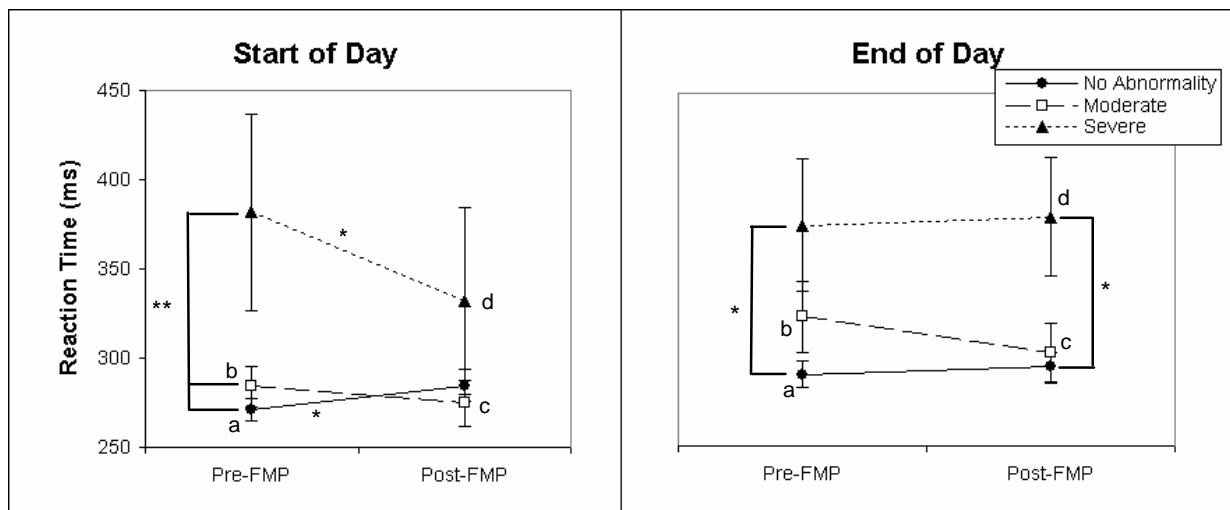 Start of Day
End of Day
No Abnormality
Moderate
Severe
Reaction Time (ms)
450
400
350
300
250
**
*
*
a
b
c
d
Pre-FMP
Post-FMP
*
*
a
b
c
d
Pre-FMP
Post-FMP